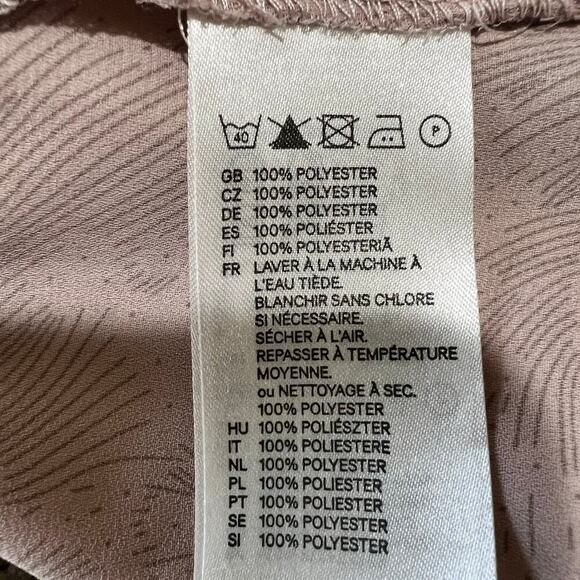 40 P
GB 100% POLYESTER
CZ 100% POLYESTER
DE 100% POLYESTER
ES 100% POLIÉSTER
FI 100% POLYESTERIÄ
FR LAVER À LA MACHINE À
L'EAU TIÈDE.
BLANCHIR SANS CHLORE
SI NÉCESSAIRE.
SÉCHER À L'AIR.
REPASSER À TEMPÉRATURE
MOYENNE.
ou NETTOYAGE À SEC.
100% POLYESTER
HU 100% POLIÉSZTER
IT 100% POLIESTERE
NL 100% POLYESTER
PL 100% POLIESTER
PT 100% POLIÉSTER
SE 100% POLYESTER
SI 100% POLIESTER